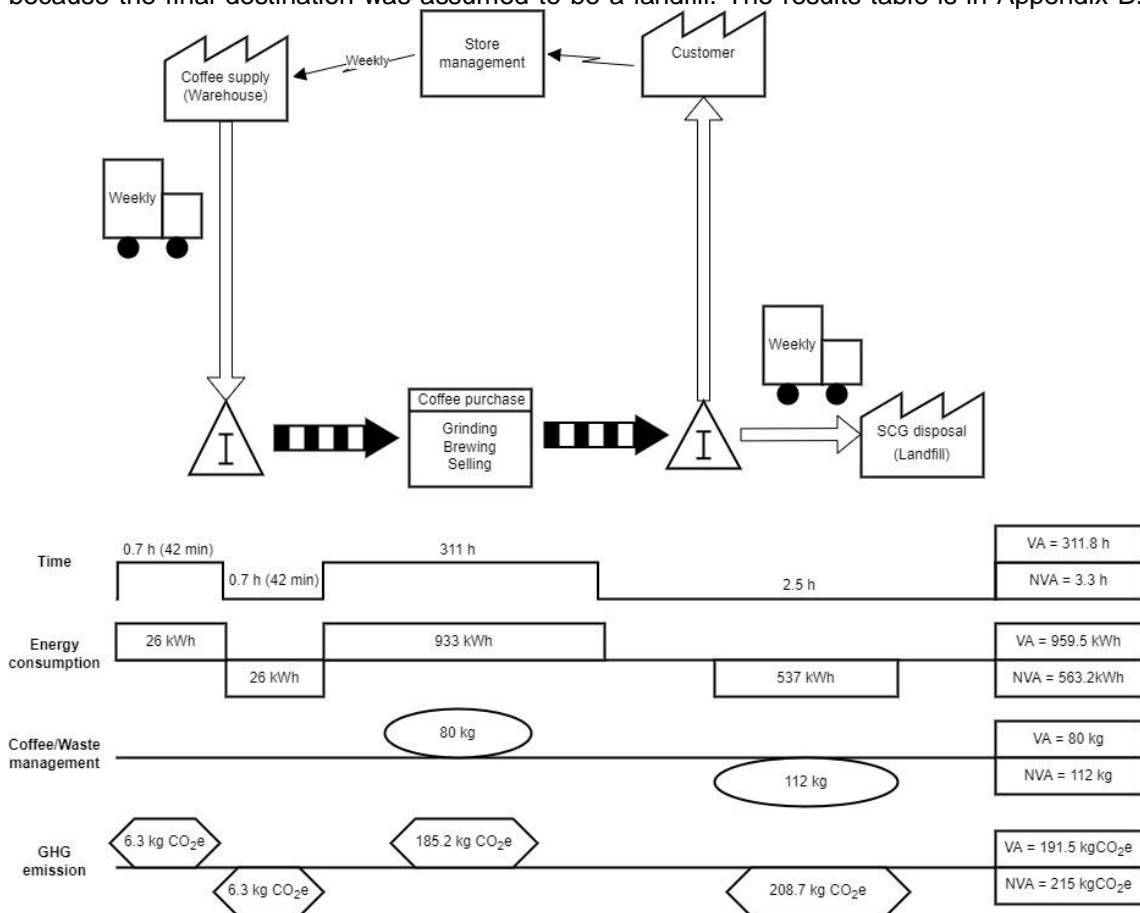 because the final destination was assumed to be a landfill. The results table is in Appendix B.
Coffee supply
(Warehouse)
Weekly
Store
management
Customer
Weekly
Weekly
I
Coffee purchase
Grinding
Brewing
Selling
I
SCG disposal
(Landfill)
Time
0.7 h (42 min)
0.7 h (42 min)
311 h
2.5 h
VA = 311.8 h
NVA = 3.3 h
Energy
consumption
26 kWh
26 kWh
933 kWh
537 kWh
VA = 959.5 kWh
NVA = 563.2kWh
Coffee/Waste
management
80 kg
112 kg
VA = 80 kg
NVA = 112 kg
GHG
emission
6.3 kg CO₂e
6.3 kg CO₂e
185.2 kg CO₂e
208.7 kg CO₂e
VA = 191.5 kgCO₂e
NVA = 215 kgCO₂e